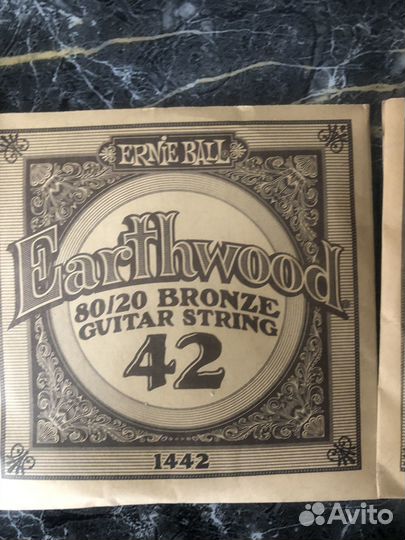 ERNIE BALL
Earthwood
80/20 BRONZE
GUITAR STRING
42
1442
Avito